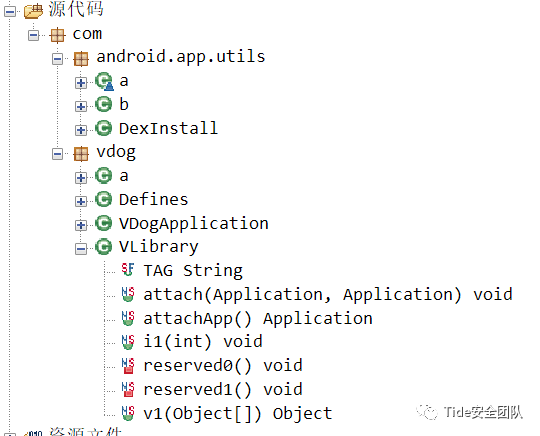 源代码
com
android.app.utils
a
b
DexInstall
vdog
a
Defines
VDogApplication
VLibrary
TAG String
attach(Application, Application) void
attachApp() Application
i1(int) void
reserved0() void
reserved1() void
v1(Object[]) Object
Tide安全团队
资源文件